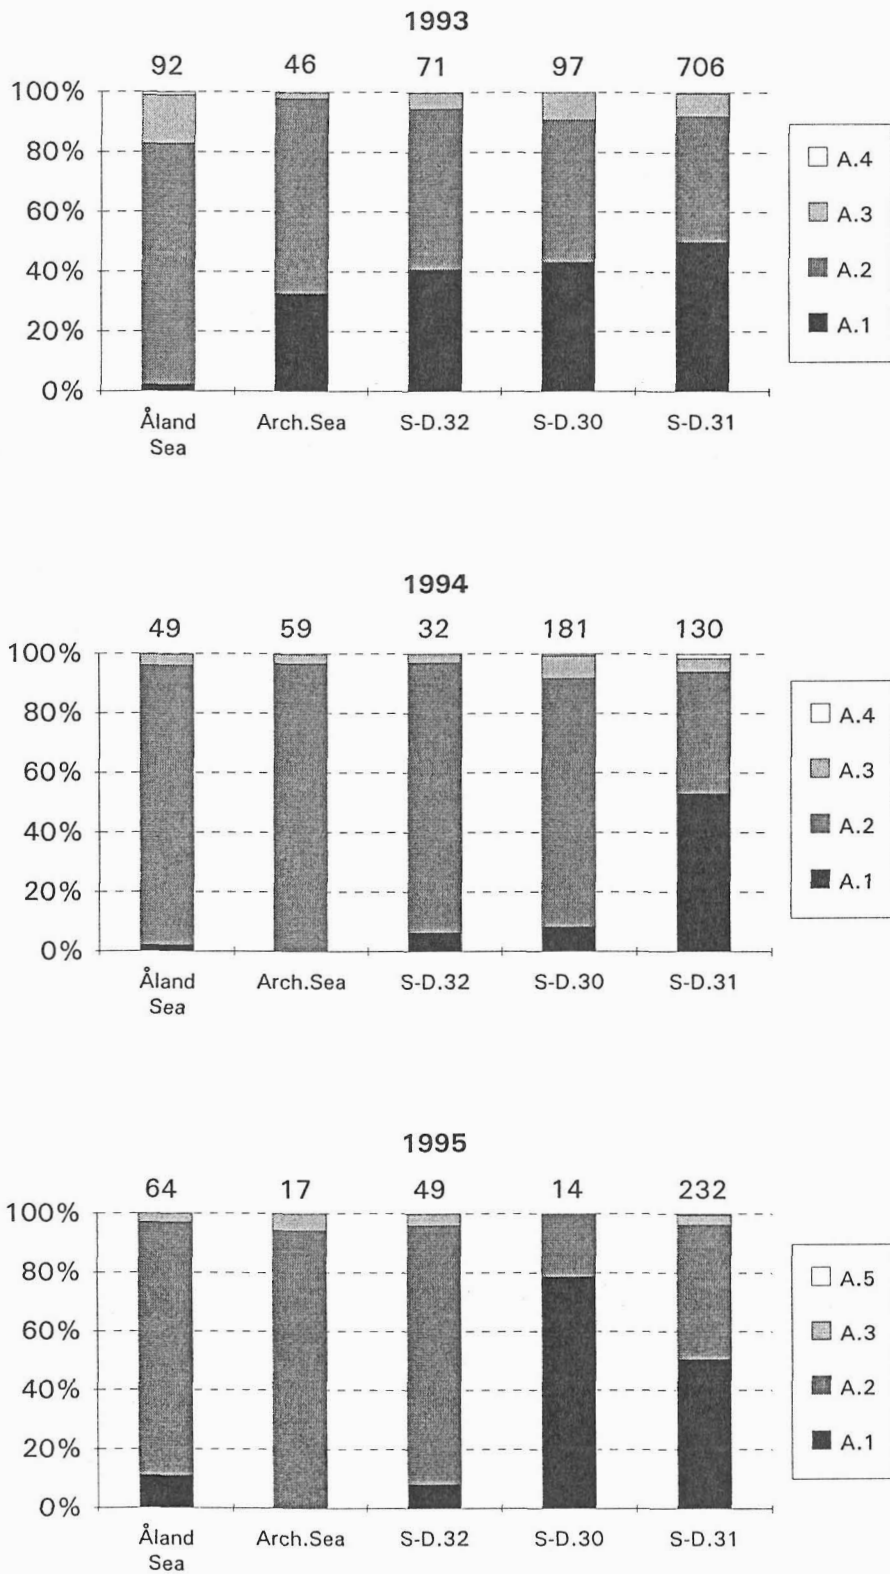 1993
92 46 71 97 706
100%
80%
60%
40%
20%
0%
Åland Sea
Arch.Sea
S-D.32
S-D.30
S-D.31
A.4
A.3
A.2
A.1
1994
49 59 32 181 130
100%
80%
60%
40%
20%
0%
Åland Sea
Arch.Sea
S-D.32
S-D.30
S-D.31
A.4
A.3
A.2
A.1
1995
64 17 49 14 232
100%
80%
60%
40%
20%
0%
Åland Sea
Arch.Sea
S-D.32
S-D.30
S-D.31
A.5
A.3
A.2
A.1